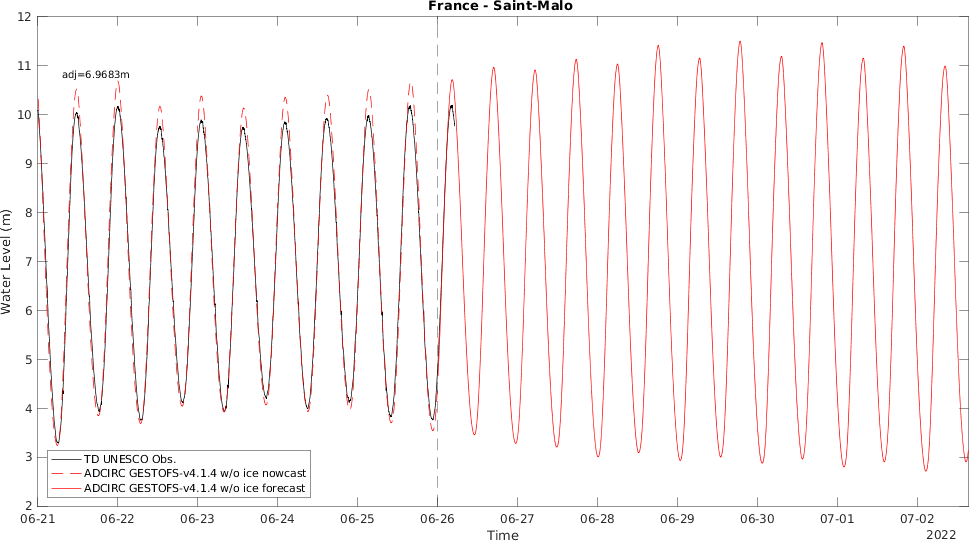 France - Saint-Malo
12
11
10
9
8
7
6
5
4
3
2
Water Level (m)
adj=6.9683m
TD UNESCO Obs.
ADCIRC GESTOFS-v4.1.4 w/o ice nowcast
ADCIRC GESTOFS-v4.1.4 w/o ice forecast
06-21 06-22 06-23 06-24 06-25 06-26 06-27 06-28 06-29 06-30 07-01 07-02
Time
2022